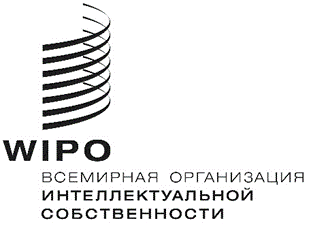 WIPO
ВСЕМИРНАЯ ОРГАНИЗАЦИЯ
ИНТЕЛЛЕКТУАЛЬНОЙ
СОБСТВЕННОСТИ